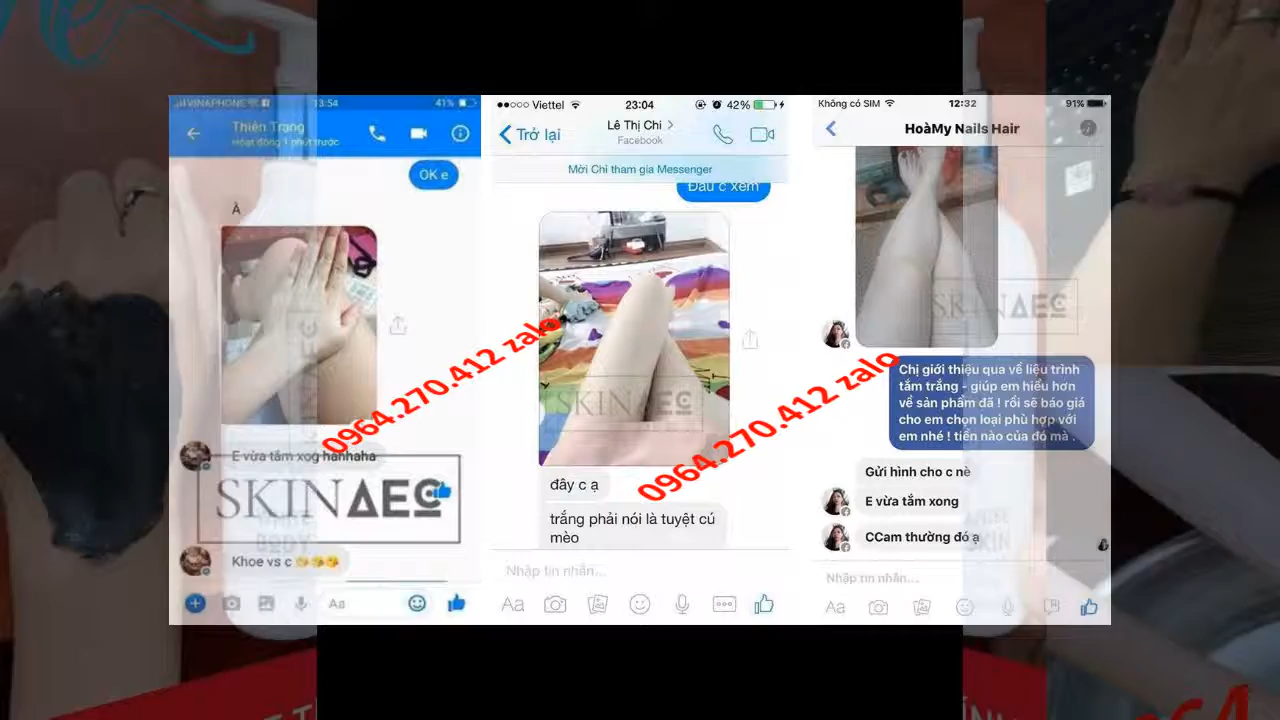 VINAPHONE
13:54
41%
Thiên Trang
Hoạt động 1 phút trước
OK e
À
E vừa tắm xog hahhaha
SKINAEC
Khoe vs c
Aa
Viettel
23:04
42%
Trở lại
Lê Thị Chi
Facebook
Mời Chi tham gia Messenger
Đâu c xem
SKINAEC
đây c ạ
trắng phải nói là tuyệt cú
mèo
Nhập tin nhắn...
Aa
Không có SIM
12:32
91%
HoàMy Nails Hair
SKINAEC
Chị giới thiệu qua về liệu trình
tắm trắng - giúp em hiểu hơn
về sản phẩm đã ! rồi sẽ báo giá
cho em chọn loại phù hợp với
em nhé ! tiền nào của đó mà .
Gửi hình cho c nè
E vừa tắm xong
CCam thường đó ạ
Nhập tin nhắn...
Aa
0964.270.412 zalo
0964.270.412 zalo